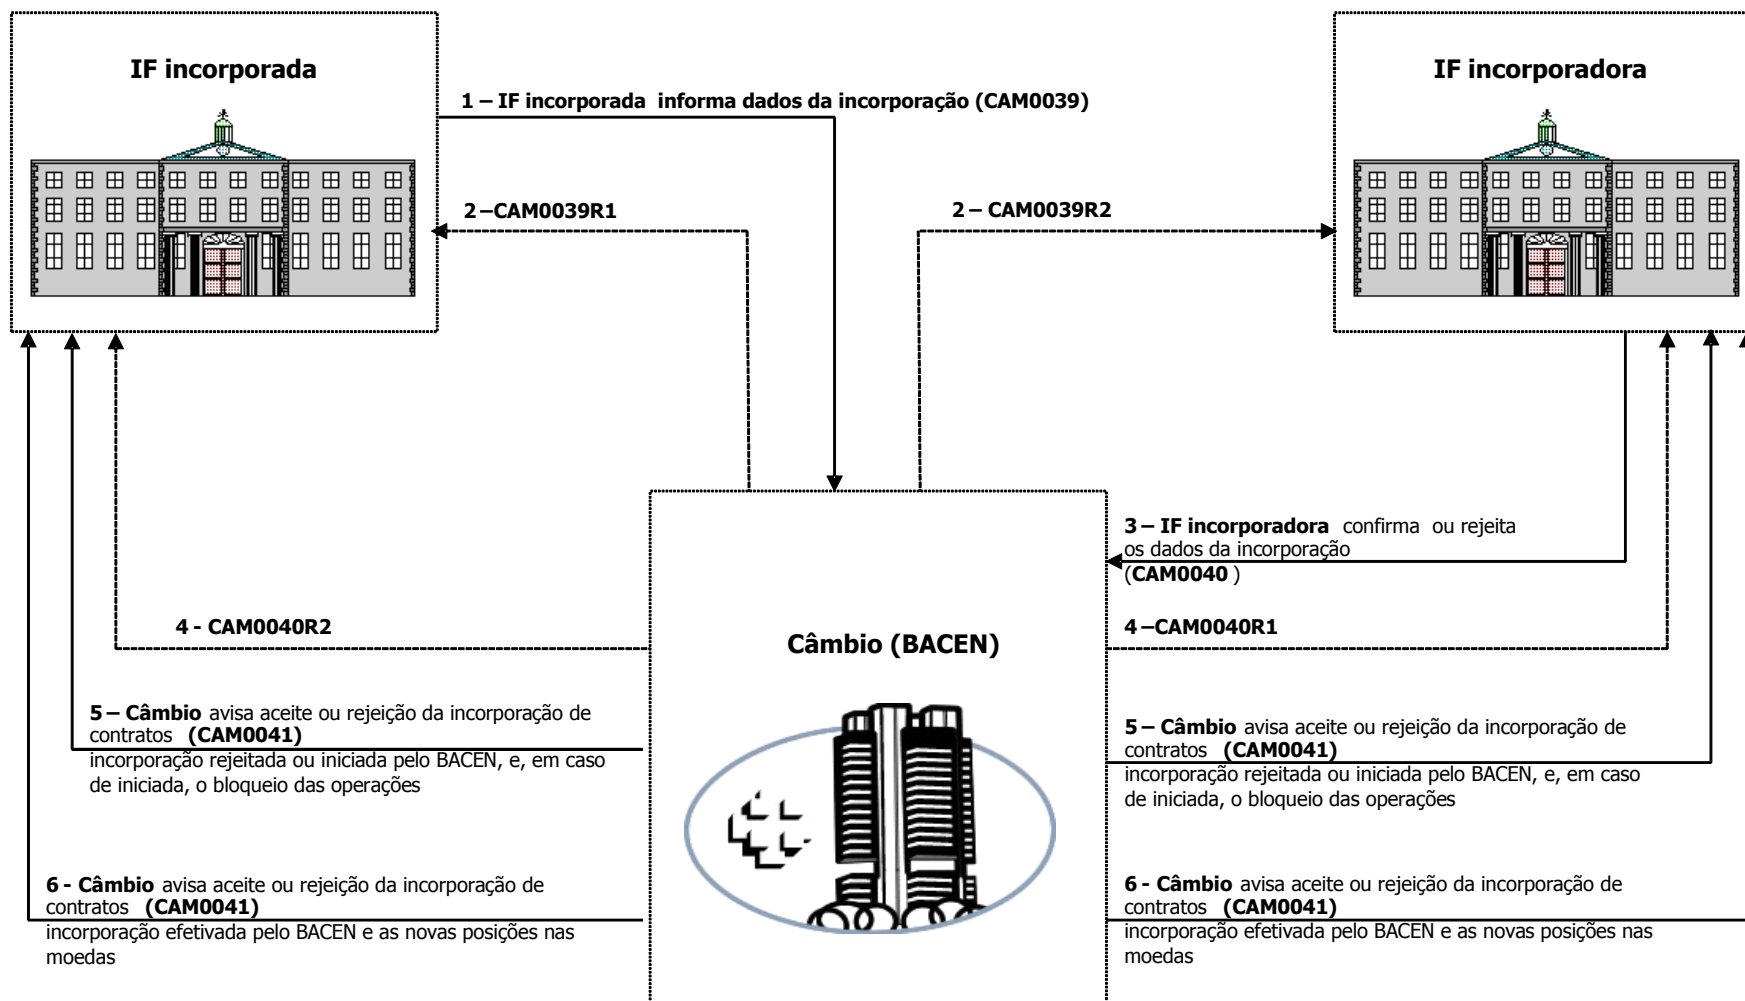 IF incorporada
IF incorporadora
1 – IF incorporada informa dados da incorporação (CAM0039)
2 –CAM0039R1
2 – CAM0039R2
3 – IF incorporadora confirma ou rejeita
os dados da incorporação
(CAM0040 )
4 - CAM0040R2
4 –CAM0040R1
Câmbio (BACEN)
5 – Câmbio avisa aceite ou rejeição da incorporação de
contratos (CAM0041)
incorporação rejeitada ou iniciada pelo BACEN, e, em caso
de iniciada, o bloqueio das operações
5 – Câmbio avisa aceite ou rejeição da incorporação de
contratos (CAM0041)
incorporação rejeitada ou iniciada pelo BACEN, e, em caso
de iniciada, o bloqueio das operações
6 - Câmbio avisa aceite ou rejeição da incorporação de
contratos (CAM0041)
incorporação efetivada pelo BACEN e as novas posições nas
moedas
6 - Câmbio avisa aceite ou rejeição da incorporação de
contratos (CAM0041)
incorporação efetivada pelo BACEN e as novas posições nas
moedas